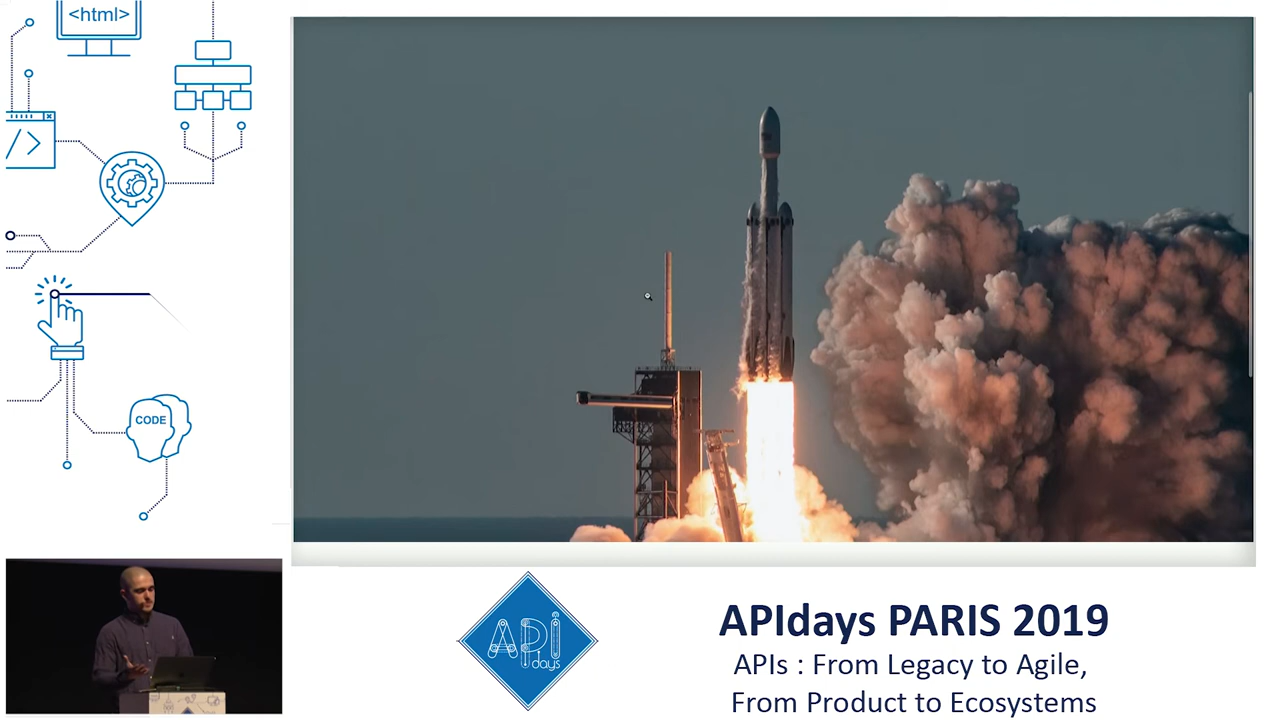 <html>
/>
CODE
API
days
APIdays PARIS 2019
APIs : From Legacy to Agile,
From Product to Ecosystems